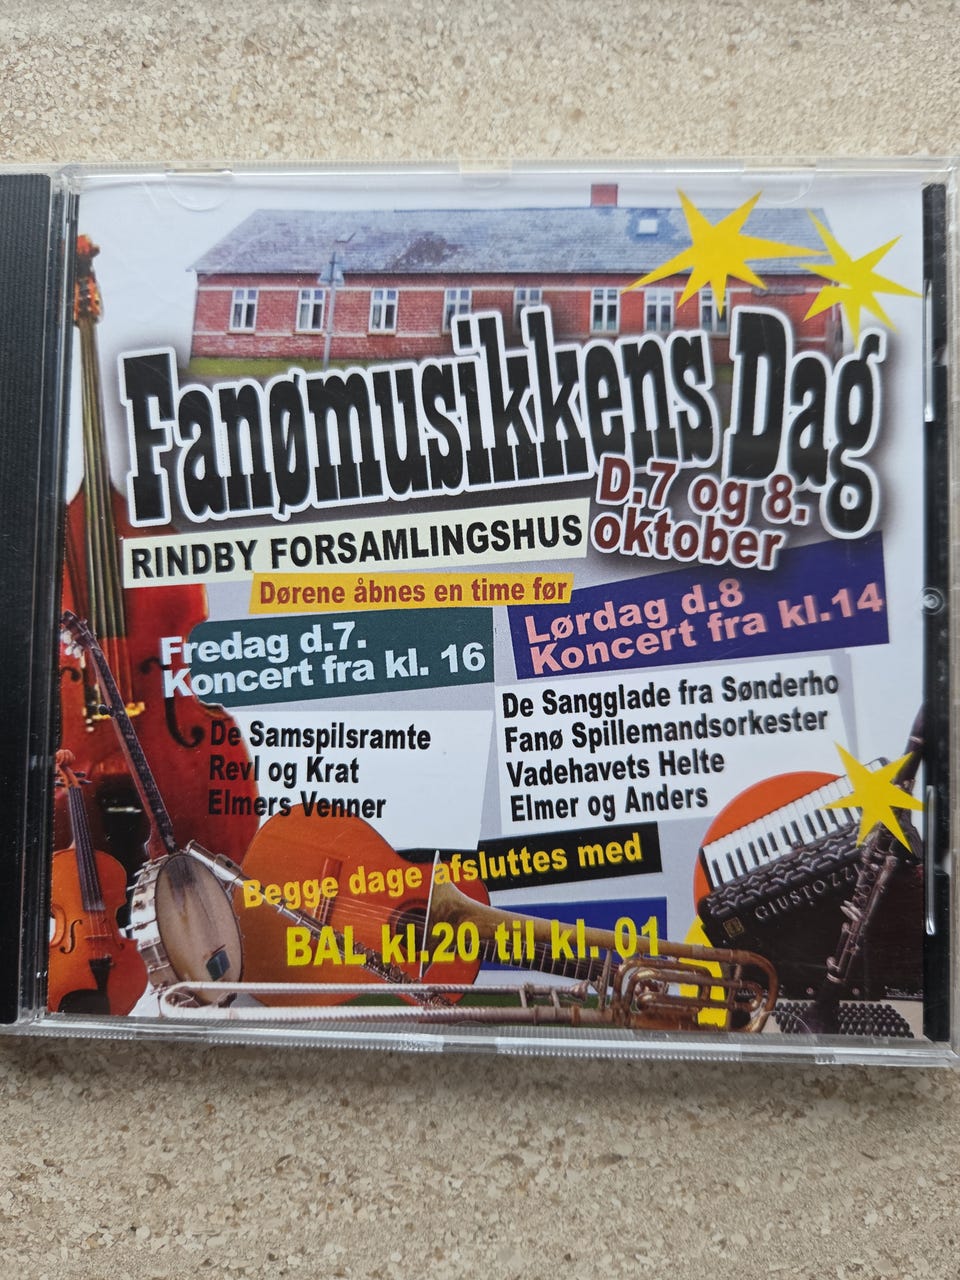 Fanømusikkens Dag
D.7 og 8.
oktober
RINDBY FORSAMLINGSHUS
Dørene åbnes en time før
Fredag d.7.
Koncert fra kl. 16
De Samspilsramte
Revl og Krat
Elmers Venner
Lørdag d.8
Koncert fra kl.14
De Sangglade fra Sønderho
Fanø Spillemandsorkester
Vadehavets Helte
Elmer og Anders
GIUSTOZZI
Begge dage afsluttes med
BAL kl.20 til kl. 01